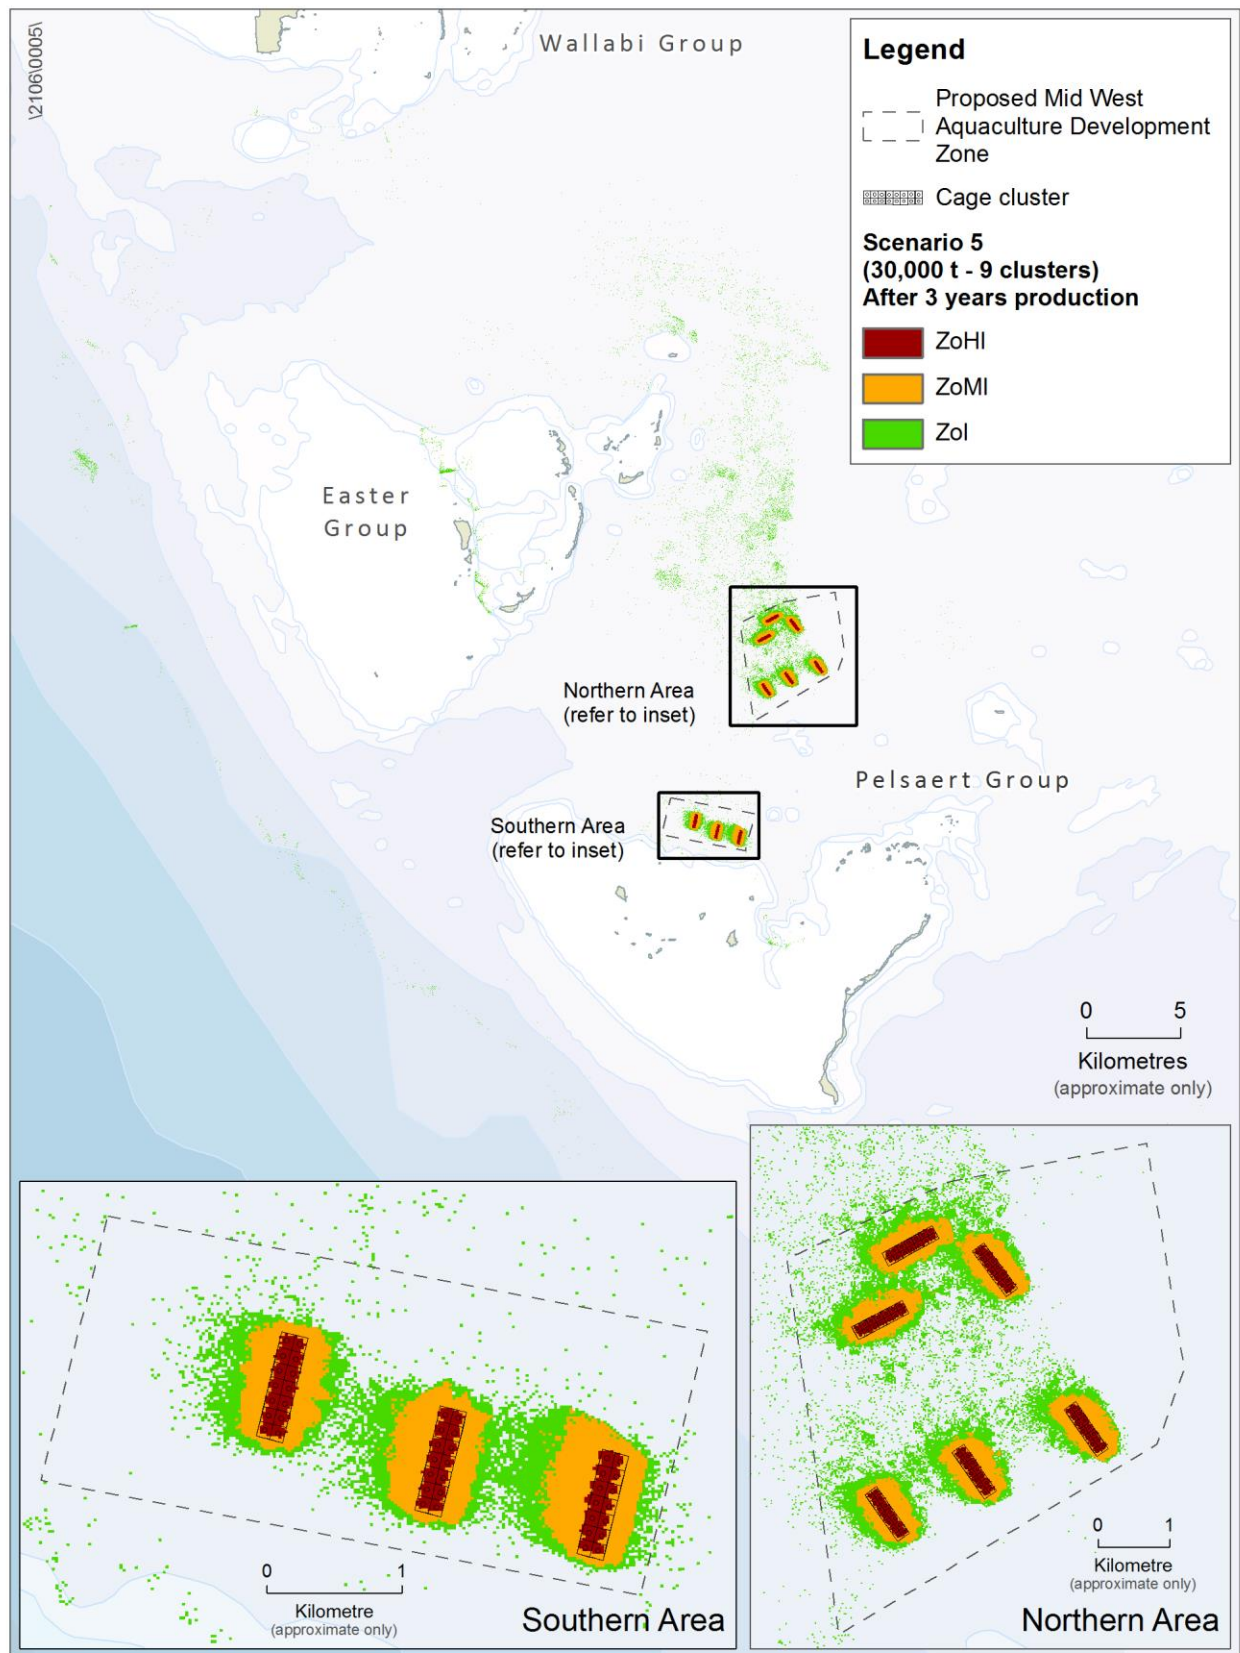 \2106\0005\
Wallabi Group
Legend
Proposed Mid West
Aquaculture Development
Zone
Cage cluster
Scenario 5
(30,000 t - 9 clusters)
After 3 years production
ZoHI
ZoMI
ZoI
Easter
Group
Northern Area
(refer to inset)
Pelsaert Group
Southern Area
(refer to inset)
0 5
Kilometres
(approximate only)
0 1
Kilometre
(approximate only)
Southern Area
0 1
Kilometre
(approximate only)
Northern Area